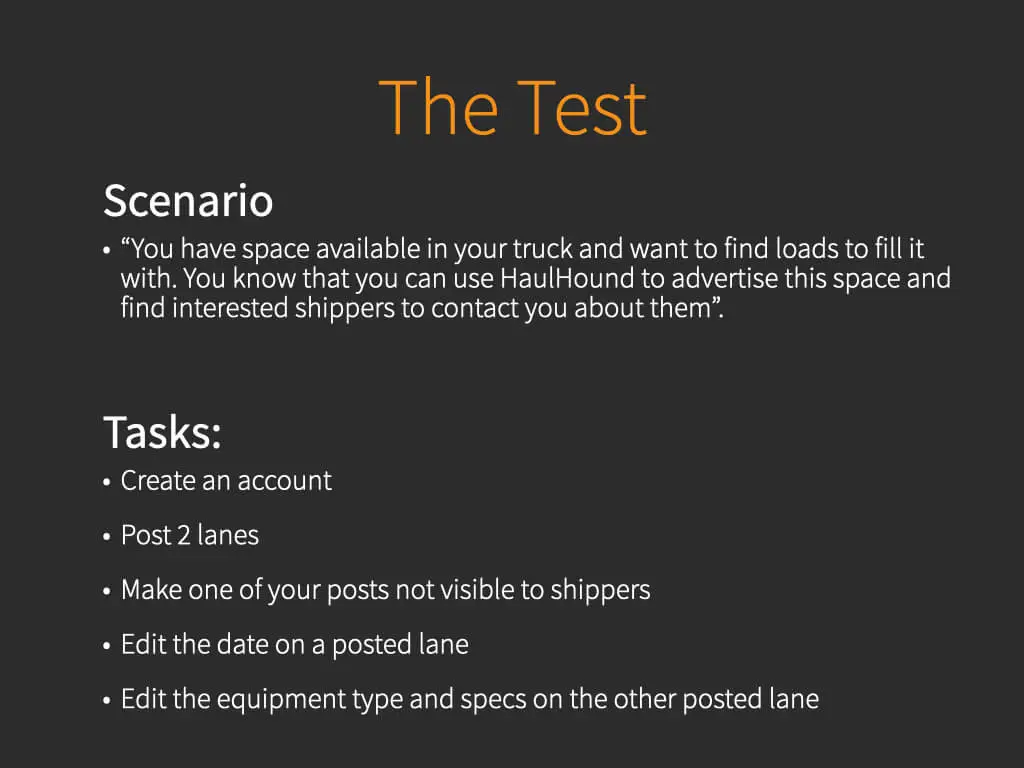 The Test
Scenario
• “You have space available in your truck and want to find loads to fill it
with. You know that you can use HaulHound to advertise this space and
find interested shippers to contact you about them”.
Tasks:
• Create an account
• Post 2 lanes
• Make one of your posts not visible to shippers
• Edit the date on a posted lane
• Edit the equipment type and specs on the other posted lane